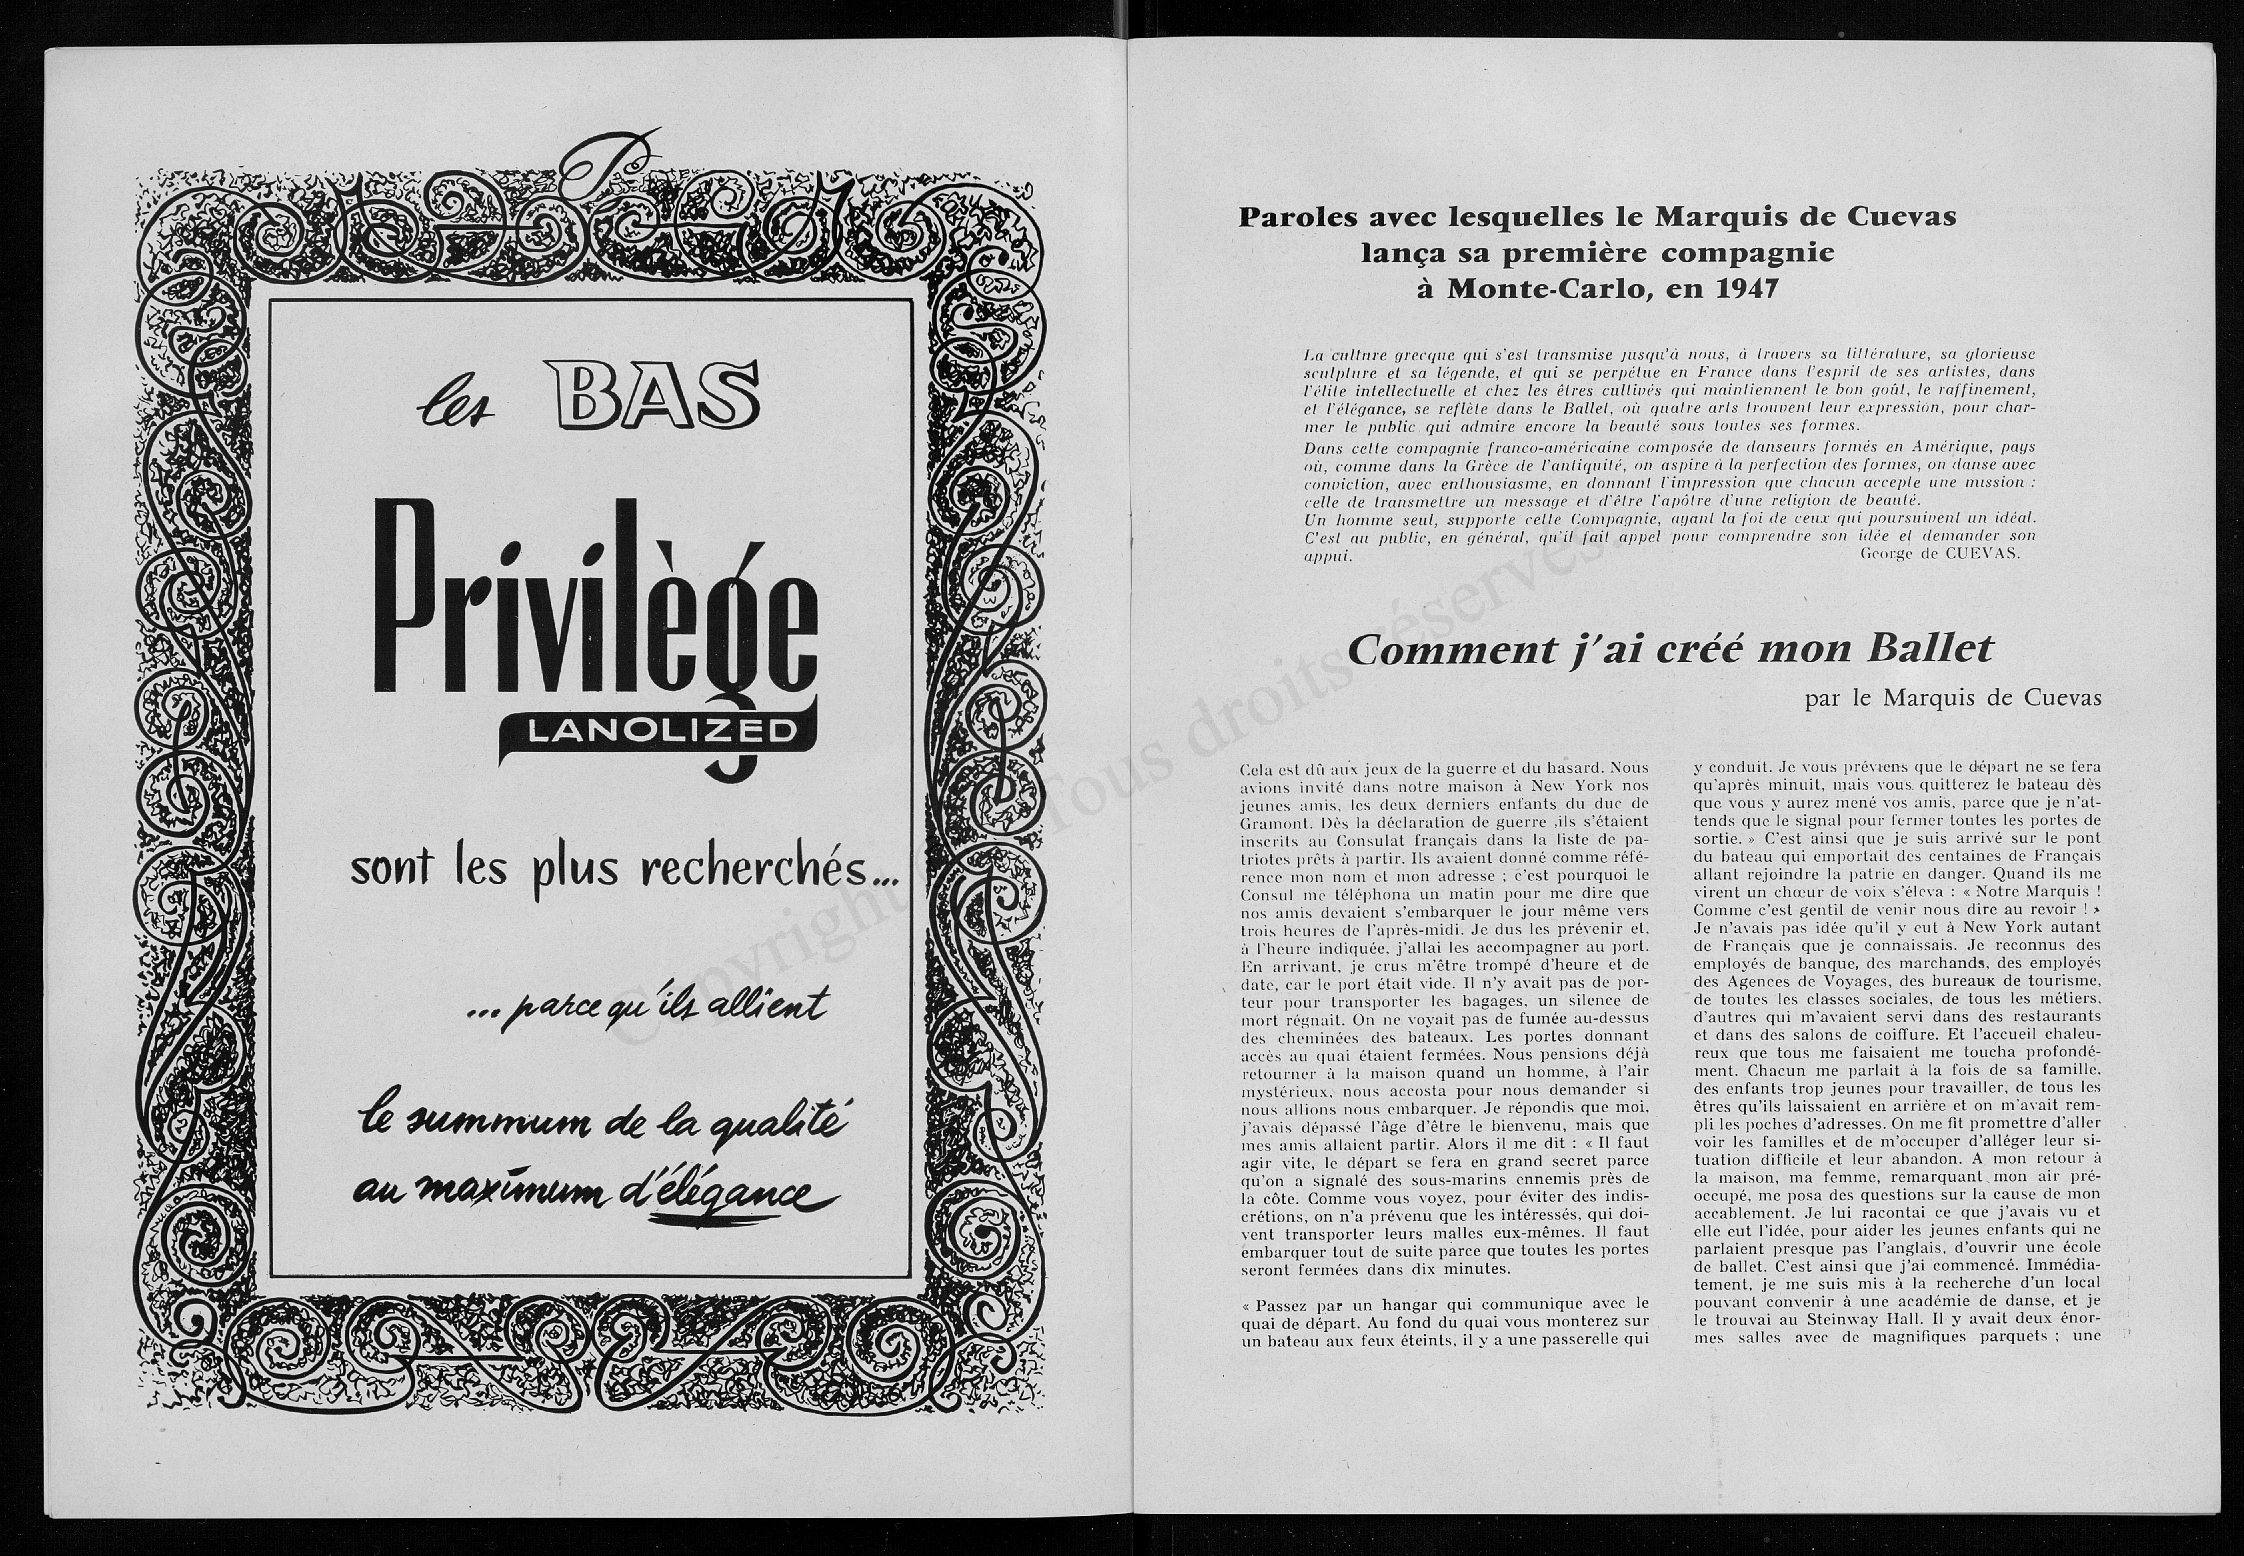 P
les BAS
Privilège
LANOLIZED
sont les plus recherchés...
... parce qu'ils allient
le summum de la qualité
au maximum d'élégance
Paroles avec lesquelles le Marquis de Cuevas
lança sa première compagnie
à Monte-Carlo, en 1947
La culture grecque qui s'est transmise jusqu'à nous, à travers sa littérature, sa glorieuse
sculpture et sa légende, et qui se perpétue en France dans l'esprit de ses artistes, dans
l'élite intellectuelle et chez les êtres cultivés qui maintiennent le bon goût, le raffinement,
et l'élégance, se reflète dans le Ballet, où quatre arts trouvent leur expression, pour char-
mer le public qui admire encore la beauté sous toutes ses formes.
Dans cette compagnie franco-américaine composée de danseurs formés en Amérique, pays
où, comme dans la Grèce de l'antiquité, on aspire à la perfection des formes, on danse avec
conviction, avec enthousiasme, en donnant l'impression que chacun accepte une mission :
celle de transmettre un message et d'être l'apôtre d'une religion de beauté.
Un homme seul, supporte cette Compagnie, ayant la foi de ceux qui poursuivent un idéal.
C'est au public, en général, qu'il fait appel pour comprendre son idée et demander son
appui. George de CUEVAS.
Comment j'ai créé mon Ballet
par le Marquis de Cuevas
Cela est dû aux jeux de la guerre et du hasard. Nous
avions invité dans notre maison à New York nos
jeunes amis, les deux derniers enfants du duc de
Gramont. Dès la déclaration de guerre ,ils s'étaient
inscrits au Consulat français dans la liste de pa-
triotes prêts à partir. Ils avaient donné comme réfé-
rence mon nom et mon adresse ; c'est pourquoi le
Consul me téléphona un matin pour me dire que
nos amis devaient s'embarquer le jour même vers
trois heures de l'après-midi. Je dus les prévenir et,
à l'heure indiquée, j'allai les accompagner au port.
En arrivant, je crus m'être trompé d'heure et de
date, car le port était vide. Il n'y avait pas de por-
teur pour transporter les bagages, un silence de
mort régnait. On ne voyait pas de fumée au-dessus
des cheminées des bateaux. Les portes donnant
accès au quai étaient fermées. Nous pensions déjà
retourner à la maison quand un homme, à l'air
mystérieux, nous accosta pour nous demander si
nous allions nous embarquer. Je répondis que moi,
j'avais dépassé l'âge d'être le bienvenu, mais que
mes amis allaient partir. Alors il me dit : « Il faut
agir vite, le départ se fera en grand secret parce
qu'on a signalé des sous-marins ennemis près de
la côte. Comme vous voyez, pour éviter des indis-
crétions, on n'a prévenu que les intéressés, qui doi-
vent transporter leurs malles eux-mêmes. Il faut
embarquer tout de suite parce que toutes les portes
seront fermées dans dix minutes.
« Passez par un hangar qui communique avec le
quai de départ. Au fond du quai vous monterez sur
un bateau aux feux éteints, il y a une passerelle qui
y conduit. Je vous préviens que le départ ne se fera
qu'après minuit, mais vous quitterez le bateau dès
que vous y aurez mené vos amis, parce que je n'at-
tends que le signal pour fermer toutes les portes de
sortie. » C'est ainsi que je suis arrivé sur le pont
du bateau qui emportait des centaines de Français
allant rejoindre la patrie en danger. Quand ils me
virent un chœur de voix s'éleva : « Notre Marquis !
Comme c'est gentil de venir nous dire au revoir ! »
Je n'avais pas idée qu'il y eut à New York autant
de Français que je connaissais. Je reconnus des
employés de banque, des marchands, des employés
des Agences de Voyages, des bureaux de tourisme,
de toutes les classes sociales, de tous les métiers,
d'autres qui m'avaient servi dans des restaurants
et dans des salons de coiffure. Et l'accueil chaleu-
reux que tous me faisaient me toucha profondé-
ment. Chacun me parlait à la fois de sa famille,
des enfants trop jeunes pour travailler, de tous les
êtres qu'ils laissaient en arrière et on m'avait rem-
pli les poches d'adresses. On me fit promettre d'aller
voir les familles et de m'occuper d'alléger leur si-
tuation difficile et leur abandon. A mon retour à
la maison, ma femme, remarquant mon air pré-
occupé, me posa des questions sur la cause de mon
accablement. Je lui racontai ce que j'avais vu et
elle eut l'idée, pour aider les jeunes enfants qui ne
parlaient presque pas l'anglais, d'ouvrir une école
de ballet. C'est ainsi que j'ai commencé. Immédia-
tement, je me suis mis à la recherche d'un local
pouvant convenir à une académie de danse, et je
le trouvai au Steinway Hall. Il y avait deux énor-
mes salles avec de magnifiques parquets ; une
Copyright Tous droits réservés.